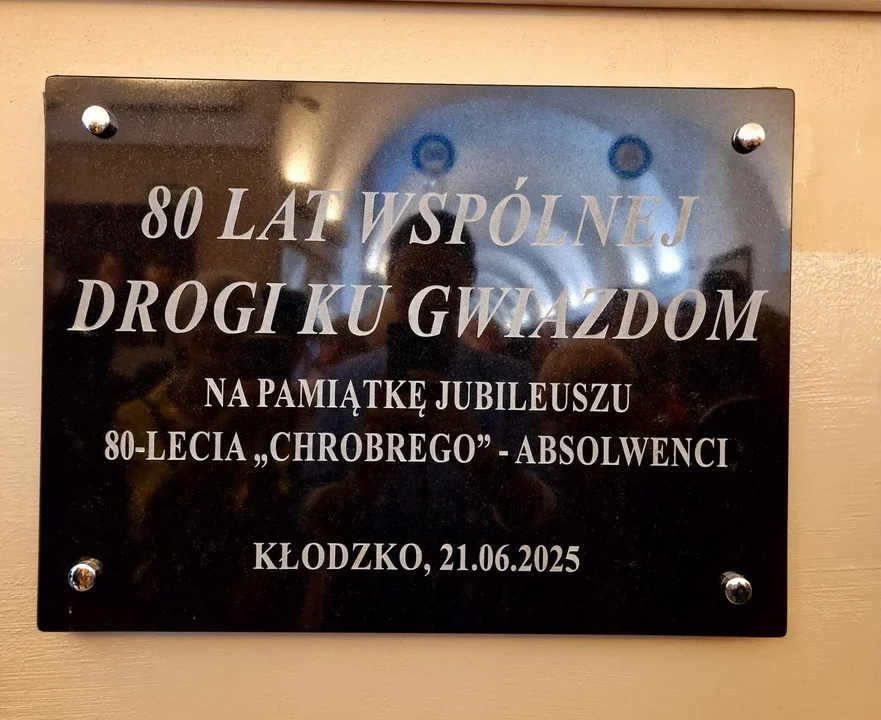 80 LAT WSPÓLNEJ
DROGI KU GWIAZDOM
NA PAMIĄTKĘ JUBILEUSZU
80-LECIA „CHROBREGO” - ABSOLWENCI
KŁODZKO, 21.06.2025